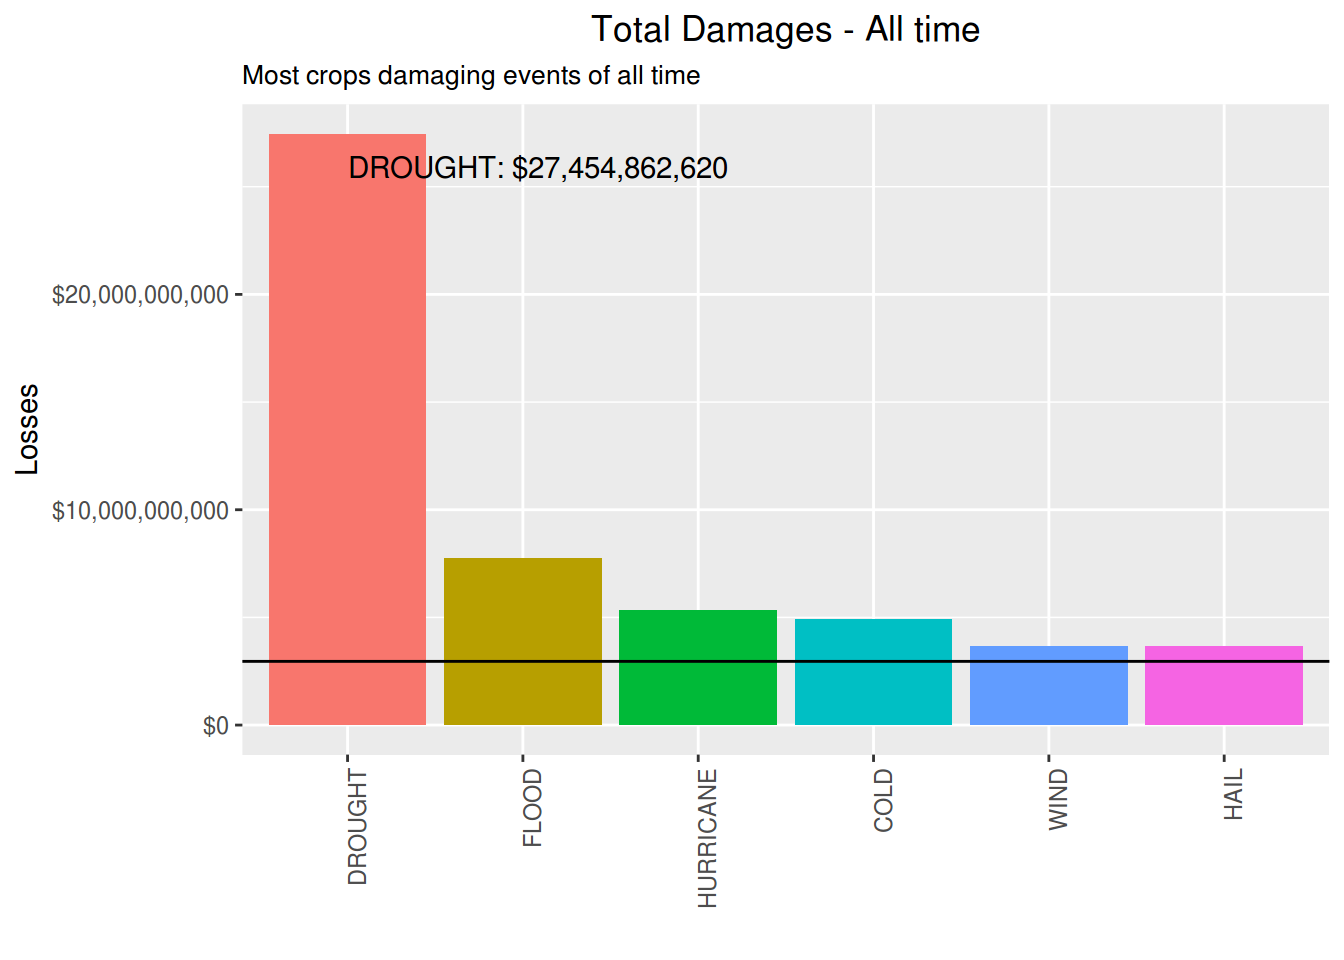 Total Damages - All time
Most crops damaging events of all time
DROUGHT: $27,454,862,620
$20,000,000,000
$10,000,000,000
$0
Losses
DROUGHT
FLOOD
HURRICANE
COLD
WIND
HAIL